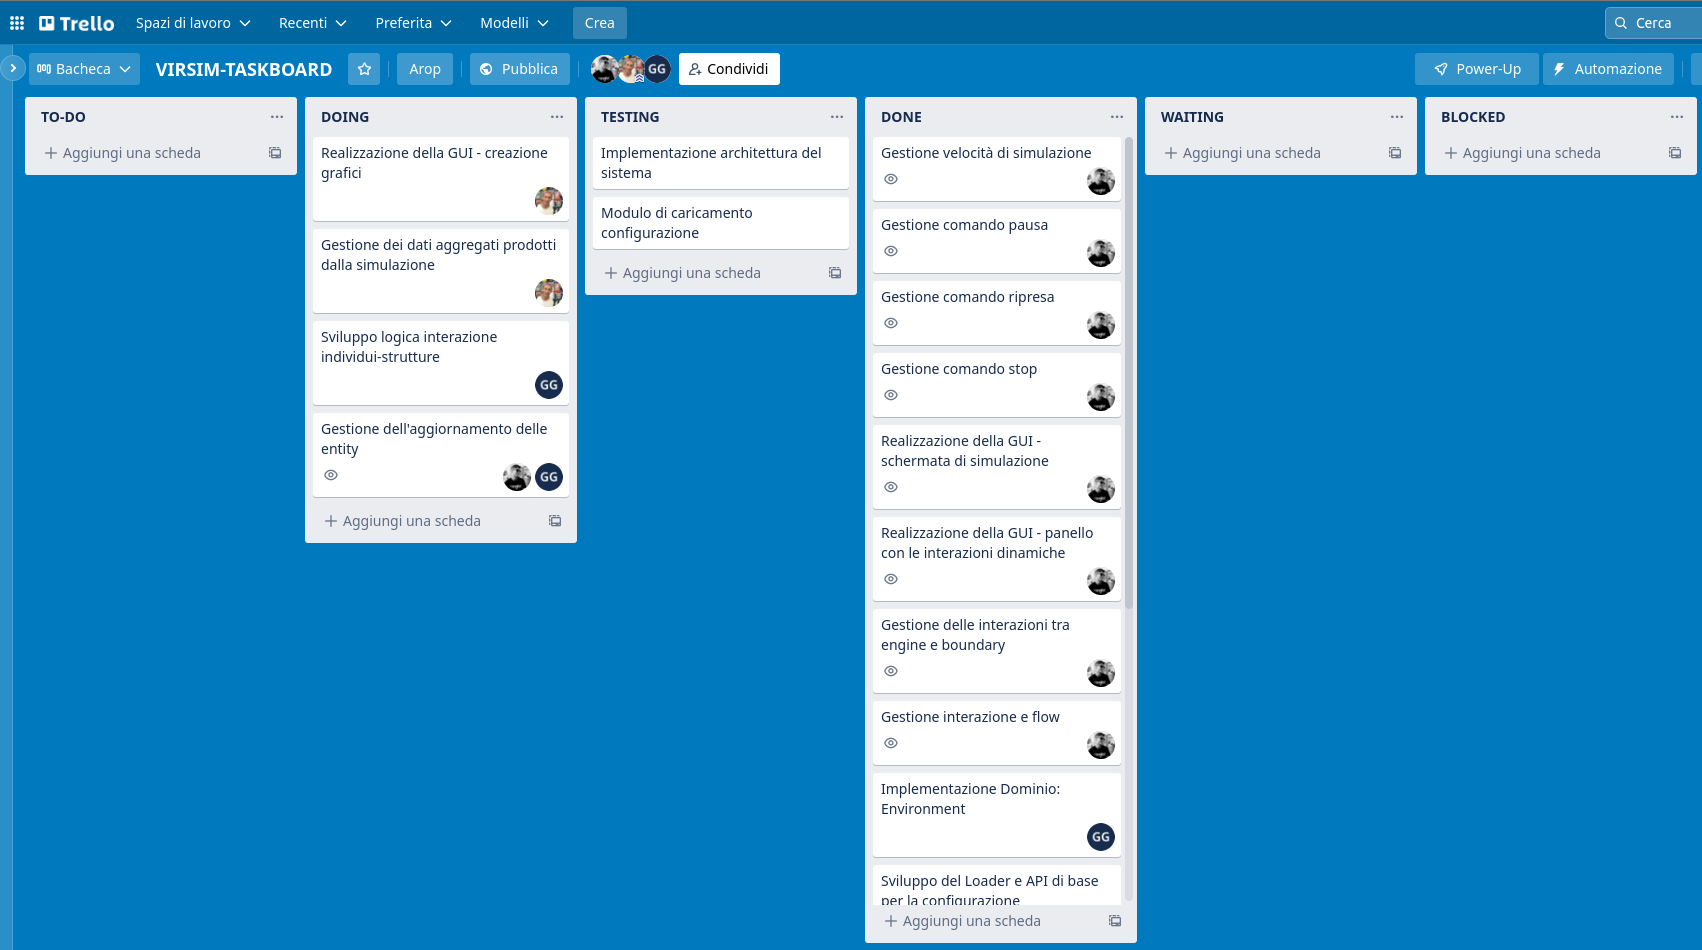 Trello
Spazi di lavoro
Recenti
Preferita
Modelli
Crea
Cerca
Bacheca
VIRSIM-TASKBOARD
Arop
Pubblica
GG
Condividi
Power-Up
Automazione
TO-DO
Aggiungi una scheda
DOING
Realizzazione della GUI - creazione
grafici
Gestione dei dati aggregati prodotti
dalla simulazione
Sviluppo logica interazione
individui-strutture
GG
Gestione dell'aggiornamento delle
entity
GG
Aggiungi una scheda
TESTING
Implementazione architettura del
sistema
Modulo di caricamento
configurazione
Aggiungi una scheda
DONE
Gestione velocità di simulazione
Gestione comando pausa
Gestione comando ripresa
Gestione comando stop
Realizzazione della GUI -
schermata di simulazione
Realizzazione della GUI - panello
con le interazioni dinamiche
Gestione delle interazioni tra
engine e boundary
Gestione interazione e flow
Implementazione Dominio:
Environment
GG
Sviluppo del Loader e API di base
per la configurazione
Aggiungi una scheda
WAITING
Aggiungi una scheda
BLOCKED
Aggiungi una scheda